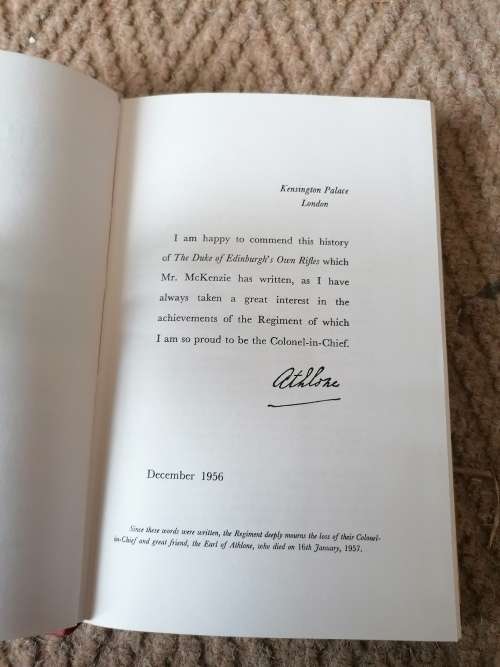 Kensington Palace
London
I am happy to commend this history
of The Duke of Edinburgh's Own Rifles which
Mr. McKenzie has written, as I have
always taken a great interest in the
achievements of the Regiment of which
I am so proud to be the Colonel-in-Chief.
Athlone
December 1956
Since these words were written, the Regiment deeply mourns the loss of their Colonel-
in-Chief and great friend, the Earl of Athlone, who died on 16th January, 1957.